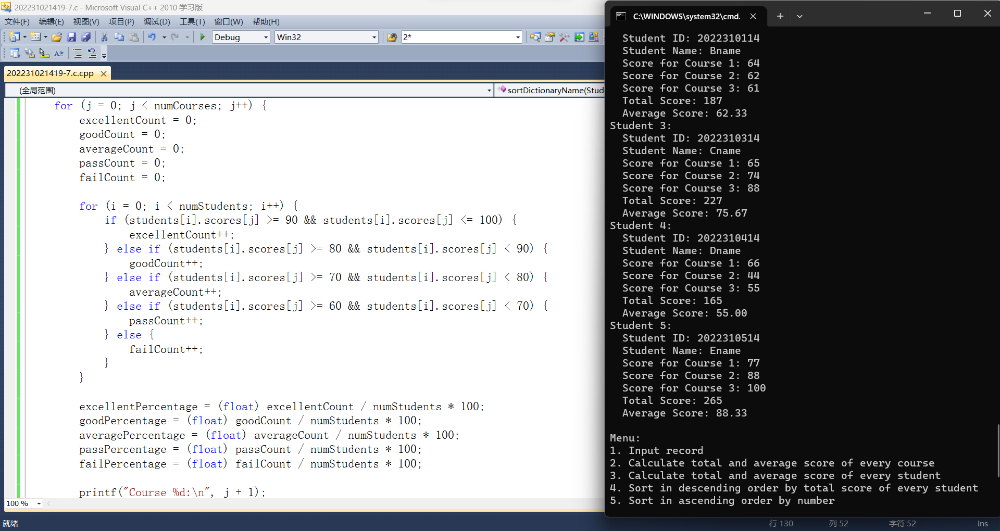 202231021419-7.c - Microsoft Visual C++ 2010 学习版
文件(F) 编辑(E) 视图(V) 项目(P) 调试(D) 工具(T) 窗口(W) 帮助(H)
Debug Win32 2*
202231021419-7.c.cpp
(全局范围) sortDictionaryName(Stud
for (j = 0; j < numCourses; j++) {
excellentCount = 0;
goodCount = 0;
averageCount = 0;
passCount = 0;
failCount = 0;
for (i = 0; i < numStudents; i++) {
if (students[i].scores[j] >= 90 && students[i].scores[j] <= 100) {
excellentCount++;
} else if (students[i].scores[j] >= 80 && students[i].scores[j] < 90) {
goodCount++;
} else if (students[i].scores[j] >= 70 && students[i].scores[j] < 80) {
averageCount++;
} else if (students[i].scores[j] >= 60 && students[i].scores[j] < 70) {
passCount++;
} else {
failCount++;
}
}
excellentPercentage = (float) excellentCount / numStudents * 100;
goodPercentage = (float) goodCount / numStudents * 100;
averagePercentage = (float) averageCount / numStudents * 100;
passPercentage = (float) passCount / numStudents * 100;
failPercentage = (float) failCount / numStudents * 100;
printf("Course %d:\n", j + 1);
100 %
就绪
行 130 列 52 字符 52 Ins
C:\WINDOWS\system32\cmd.
Student ID: 2022310114
Student Name: Bname
Score for Course 1: 64
Score for Course 2: 62
Score for Course 3: 61
Total Score: 187
Average Score: 62.33
Student 3:
Student ID: 2022310314
Student Name: Cname
Score for Course 1: 65
Score for Course 2: 74
Score for Course 3: 88
Total Score: 227
Average Score: 75.67
Student 4:
Student ID: 2022310414
Student Name: Dname
Score for Course 1: 66
Score for Course 2: 44
Score for Course 3: 55
Total Score: 165
Average Score: 55.00
Student 5:
Student ID: 2022310514
Student Name: Ename
Score for Course 1: 77
Score for Course 2: 88
Score for Course 3: 100
Total Score: 265
Average Score: 88.33
Menu:
1. Input record
2. Calculate total and average score of every course
3. Calculate total and average score of every student
4. Sort in descending order by total score of every student
5. Sort in ascending order by number